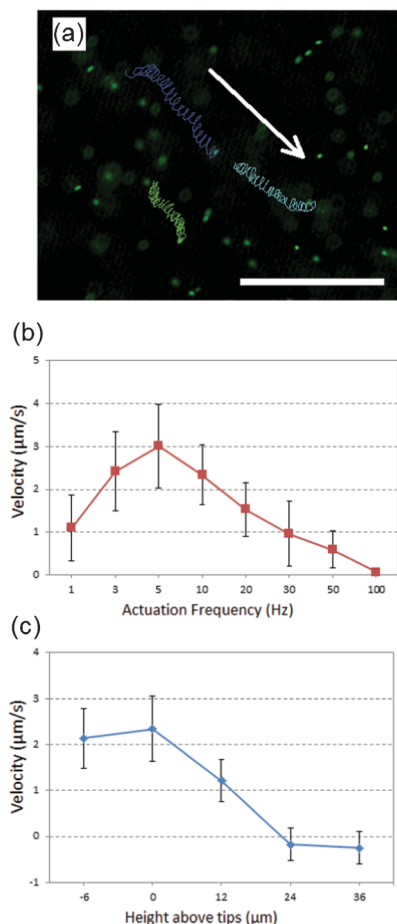 (a)
(b)
5
4
3
2
1
0
Velocity (µm/s)
1 3 5 10 20 30 50 100
Actuation Frequency (Hz)
(c)
4
3
2
1
0
-1
Velocity (µm/s)
-6 0 12 24 36
Height above tips (µm)